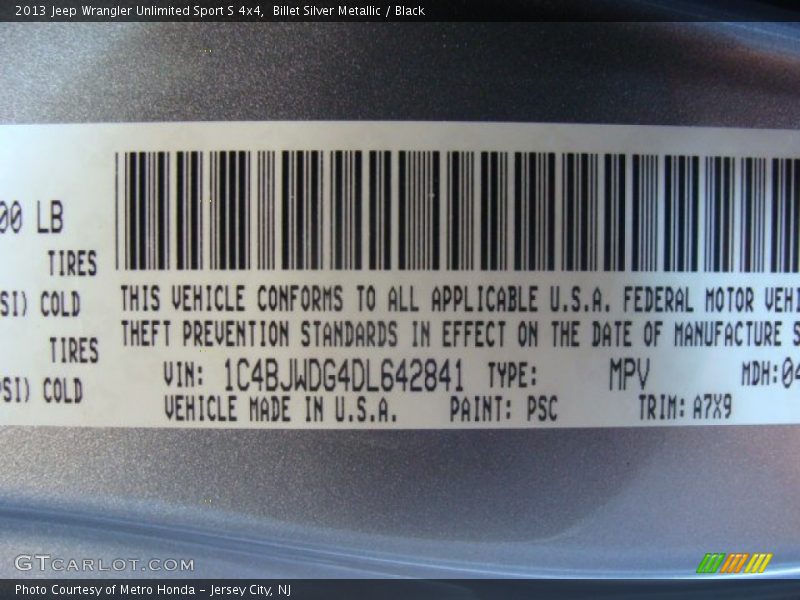 2013 Jeep Wrangler Unlimited Sport S 4x4, Billet Silver Metallic / Black
00 LB
TIRES
SI) COLD
TIRES
PSI) COLD
THIS VEHICLE CONFORMS TO ALL APPLICABLE U.S.A. FEDERAL MOTOR VEHI
THEFT PREVENTION STANDARDS IN EFFECT ON THE DATE OF MANUFACTURE S
VIN: 1C4BJWDG4DL642841 TYPE: MPV MDH:04
VEHICLE MADE IN U.S.A. PAINT: PSC TRIM: A7X9
GTCARLOT.COM
Photo Courtesy of Metro Honda – Jersey City, NJ